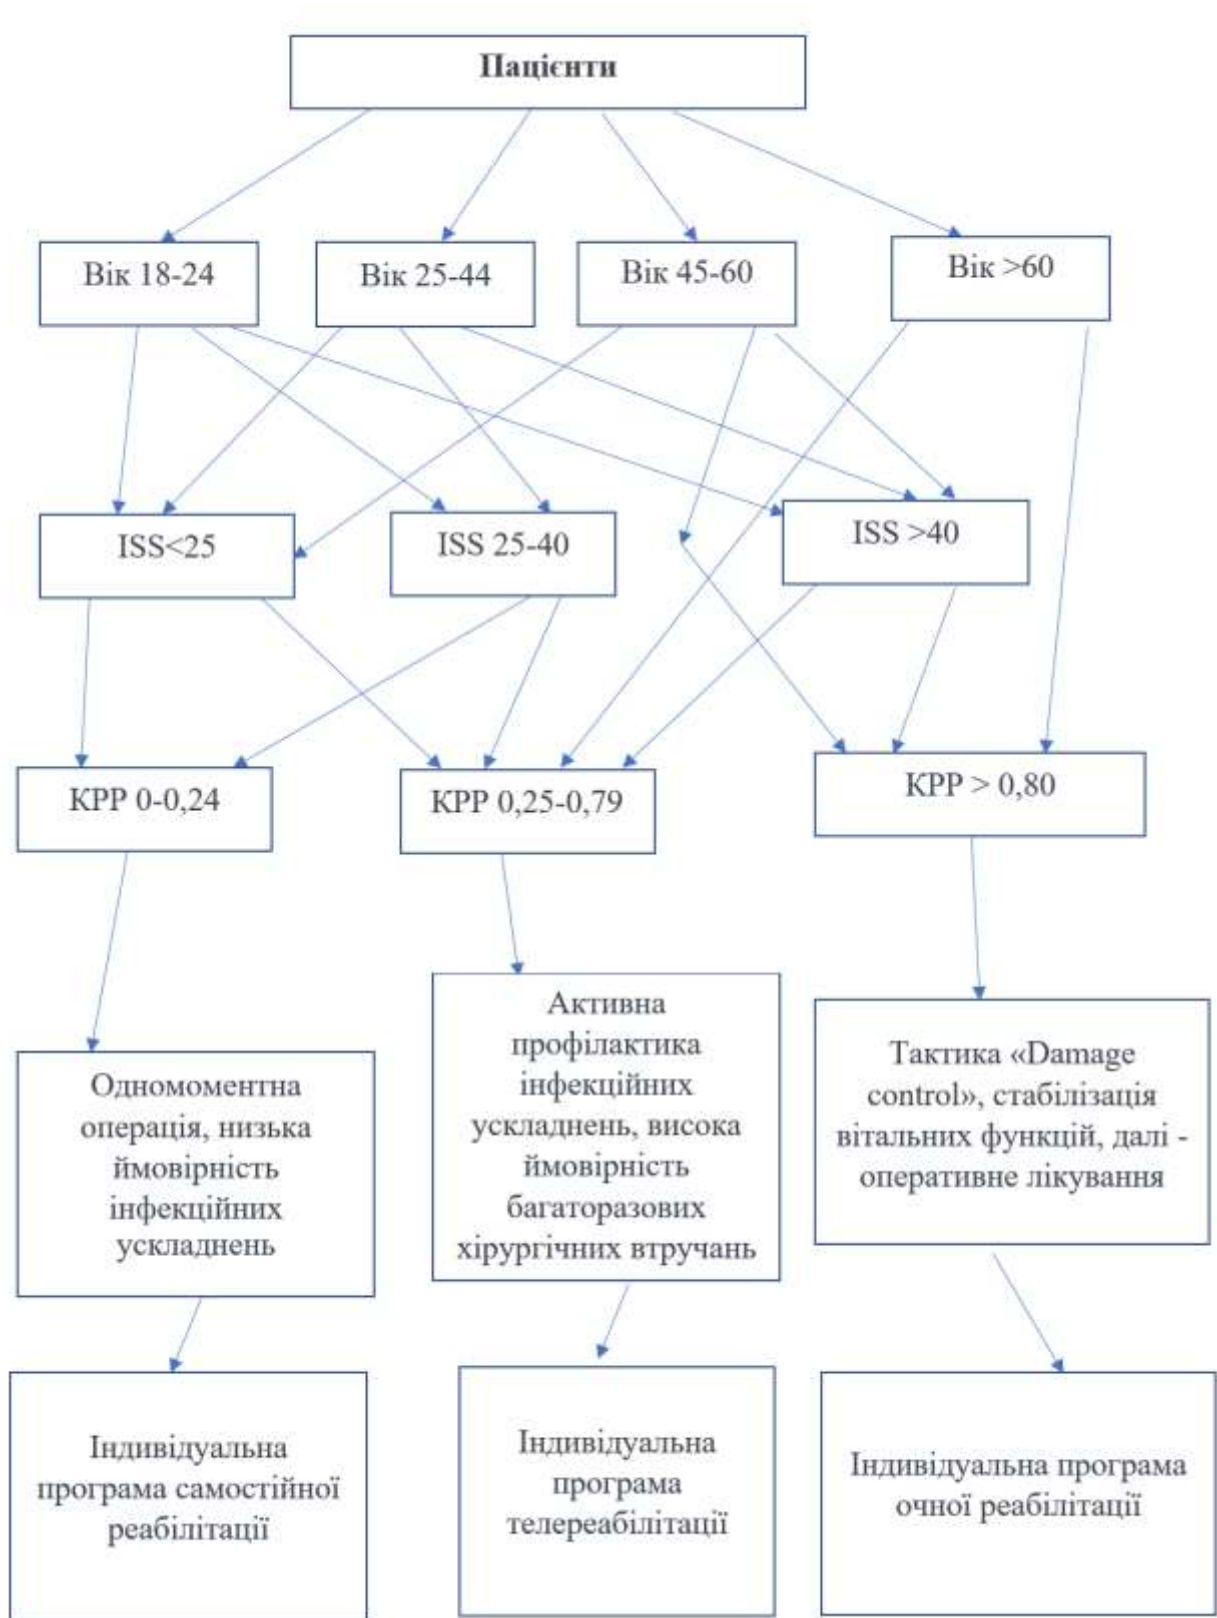 Пацієнти
Вік 18-24
Вік 25-44
Вік 45-60
Вік >60
ISS<25
ISS 25-40
ISS >40
КРР 0-0,24
КРР 0,25-0,79
КРР > 0,80
Одномоментна
операція, низька
ймовірність
інфекційних
ускладнень
Активна
профілактика
інфекційних
ускладнень, висока
ймовірність
багаторазових
хірургічних втручань
Тактика «Damage
control», стабілізація
вітальних функцій, далі -
оперативне лікування
Індивідуальна
програма самостійної
реабілітації
Індивідуальна
програма
телереабілітації
Індивідуальна програма
очної реабілітації